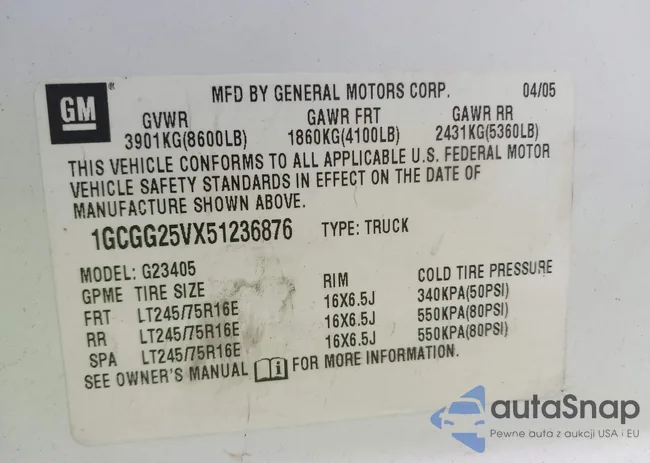 GM
MFD BY GENERAL MOTORS CORP. 04/05
GVWR GAWR FRT GAWR RR
3901KG(8600LB) 1860KG(4100LB) 2431KG(5360LB)
THIS VEHICLE CONFORMS TO ALL APPLICABLE U.S. FEDERAL MOTOR
VEHICLE SAFETY STANDARDS IN EFFECT ON THE DATE OF
MANUFACTURE SHOWN ABOVE.
1GCGG25VX51236876 TYPE: TRUCK
MODEL: G23405
GPME TIRE SIZE RIM COLD TIRE PRESSURE
FRT LT245/75R16E 16X6.5J 340KPA(50PSI)
RR LT245/75R16E 16X6.5J 550KPA(80PSI)
SPA LT245/75R16E 16X6.5J 550KPA(80PSI)
SEE OWNER'S MANUAL i FOR MORE INFORMATION.
autaSnap
Pewne auta z aukcji USA i EU